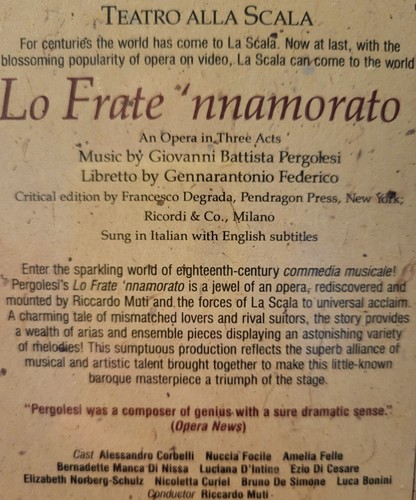 TEATRO ALLA SCALA
For centuries the world has come to La Scala. Now at last, with the
blossoming popularity of opera on video, La Scala can come to the world
Lo Frate 'nnamorato
An Opera in Three Acts
Music by Giovanni Battista Pergolesi
Libretto by Gennarantonio Federico
Critical edition by Francesco Degrada, Pendragon Press, New York;
Ricordi & Co., Milano
Sung in Italian with English subtitles
Enter the sparkling world of eighteenth-century commedia musicale!
Pergolesi's Lo Frate 'nnamorato is a jewel of an opera, rediscovered and
mounted by Riccardo Muti and the forces of La Scala to universal acclaim.
A charming tale of mismatched lovers and rival suitors, the story provides
a wealth of arias and ensemble pieces displaying an astonishing variety
of melodies! This sumptuous production reflects the superb alliance of
musical and artistic talent brought together to make this little-known
baroque masterpiece a triumph of the stage.
"Pergolesi was a composer of genius with a sure dramatic sense."
(Opera News)
Cast Alessandro Corbelli Nuccia Focile Amelia Felle
Bernadette Manca Di Nissa Luciana D'Intino Ezio Di Cesare
Elizabeth Norberg-Schulz Nicoletta Curiel Bruno De Simone Luca Bonini
Conductor Riccardo Muti